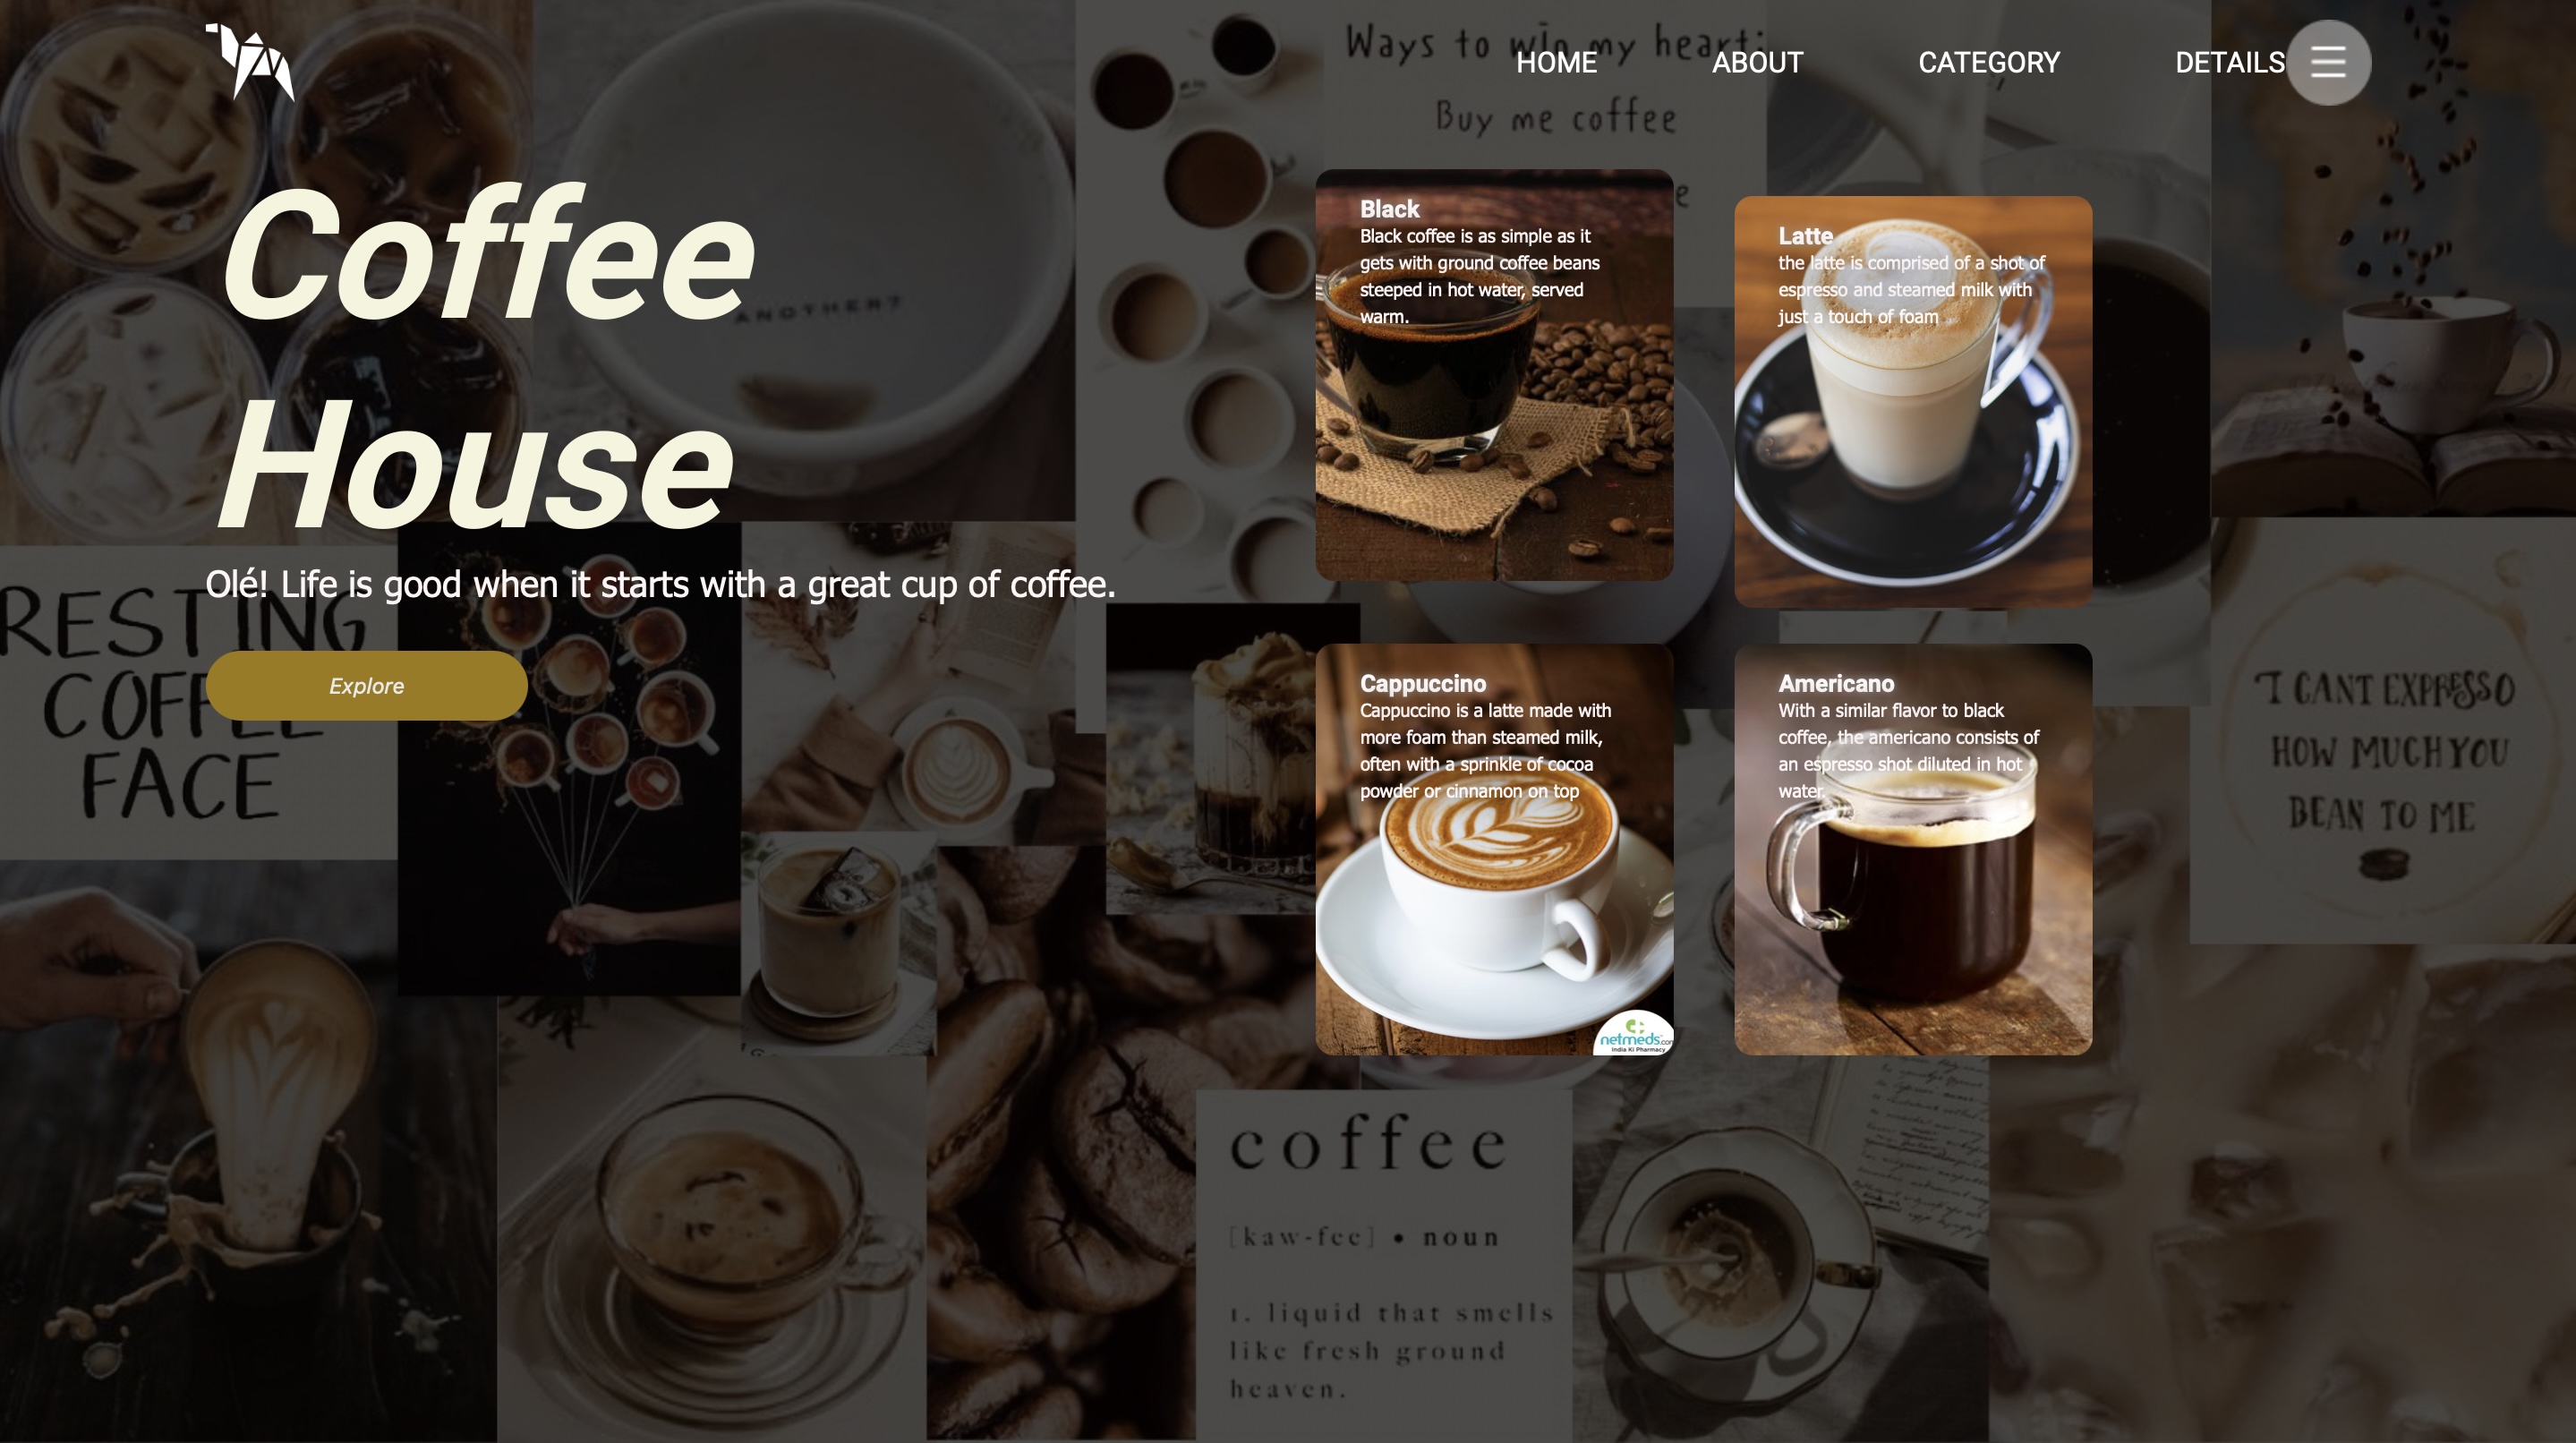 HOME
ABOUT
CATEGORY
DETAILS
Ways to win my heart:
Buy me coffee
Coffee
House
ANOTHER?
Olé! Life is good when it starts with a great cup of coffee.
Explore
RESTING
COFFEE
FACE
Black
Black coffee is as simple as it
gets with ground coffee beans
steeped in hot water, served
warm.
Latte
the latte is comprised of a shot of
espresso and steamed milk with
just a touch of foam
Cappuccino
Cappuccino is a latte made with
more foam than steamed milk,
often with a sprinkle of cocoa
powder or cinnamon on top
netmeds.com
India Ki Pharmacy
Americano
With a similar flavor to black
coffee, the americano consists of
an espresso shot diluted in hot
water.
I CANT EXPRESSO
HOW MUCH YOU
BEAN TO ME
coffee
[kaw-fee] • noun
1. liquid that smells
like fresh ground
heaven.